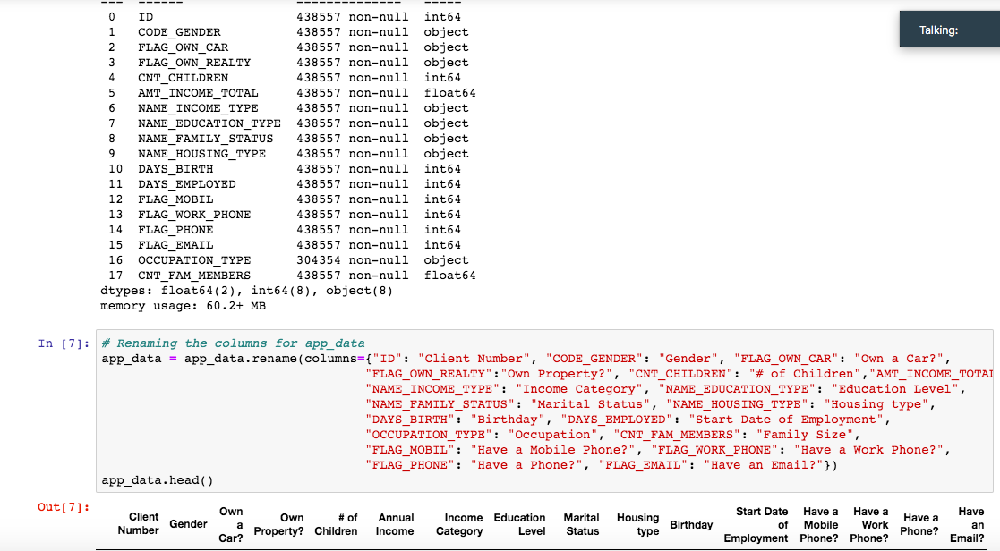 0 ID 438557 non-null int64
1 CODE_GENDER 438557 non-null object
2 FLAG_OWN_CAR 438557 non-null object
3 FLAG_OWN_REALTY 438557 non-null object
4 CNT_CHILDREN 438557 non-null int64
5 AMT_INCOME_TOTAL 438557 non-null float64
6 NAME_INCOME_TYPE 438557 non-null object
7 NAME_EDUCATION_TYPE 438557 non-null object
8 NAME_FAMILY_STATUS 438557 non-null object
9 NAME_HOUSING_TYPE 438557 non-null object
10 DAYS_BIRTH 438557 non-null int64
11 DAYS_EMPLOYED 438557 non-null int64
12 FLAG_MOBIL 438557 non-null int64
13 FLAG_WORK_PHONE 438557 non-null int64
14 FLAG_PHONE 438557 non-null int64
15 FLAG_EMAIL 438557 non-null int64
16 OCCUPATION_TYPE 304354 non-null object
17 CNT_FAM_MEMBERS 438557 non-null float64
dtypes: float64(2), int64(8), object(8)
memory usage: 60.2+ MB
Talking:
In [7]: # Renaming the columns for app_data
app_data = app_data.rename(columns={"ID": "Client Number", "CODE_GENDER": "Gender", "FLAG_OWN_CAR": "Own a Car?",
"FLAG_OWN_REALTY":"Own Property?", "CNT_CHILDREN": "# of Children","AMT_INCOME_TOTAL
"NAME_INCOME_TYPE": "Income Category", "NAME_EDUCATION_TYPE": "Education Level",
"NAME_FAMILY_STATUS": "Marital Status", "NAME_HOUSING_TYPE": "Housing type",
"DAYS_BIRTH": "Birthday", "DAYS_EMPLOYED": "Start Date of Employment",
"OCCUPATION_TYPE": "Occupation", "CNT_FAM_MEMBERS": "Family Size",
"FLAG_MOBIL": "Have a Mobile Phone?", "FLAG_WORK_PHONE": "Have a Work Phone?",
"FLAG_PHONE": "Have a Phone?", "FLAG_EMAIL": "Have an Email?"})
app_data.head()
Out[7]:
Client
Number
Gender
Own
a
Car?
Own
Property?
# of
Children
Annual
Income
Income
Category
Education
Level
Marital
Status
Housing
type
Birthday
Start Date
of
Employment
Have a
Mobile
Phone?
Have a
Work
Phone?
Have a
Phone?
Have
an
Email?